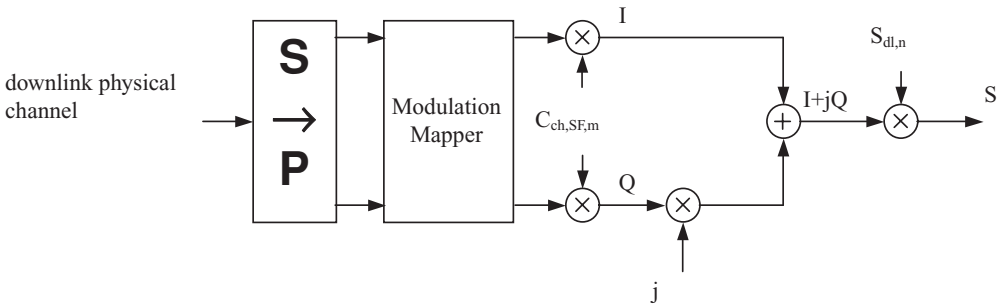 downlink physical
channel
S
→
P
Modulation
Mapper
I
C_ch,SF,m
Q
j
I+jQ
S_dl,n
S